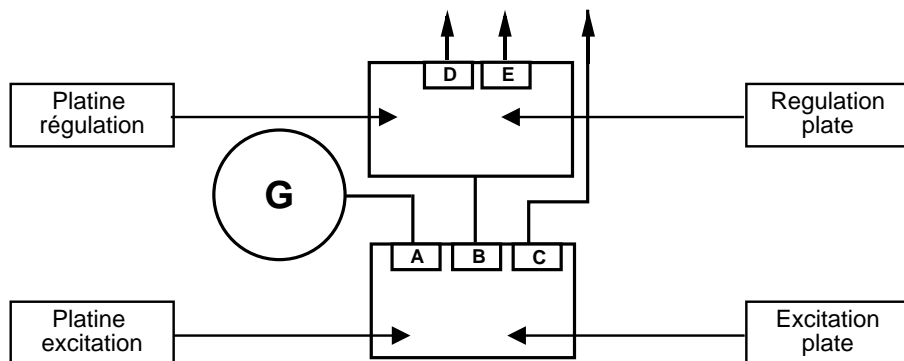 D E
Platine
régulation
Regulation
plate
G
A B C
Platine
excitation
Excitation
plate